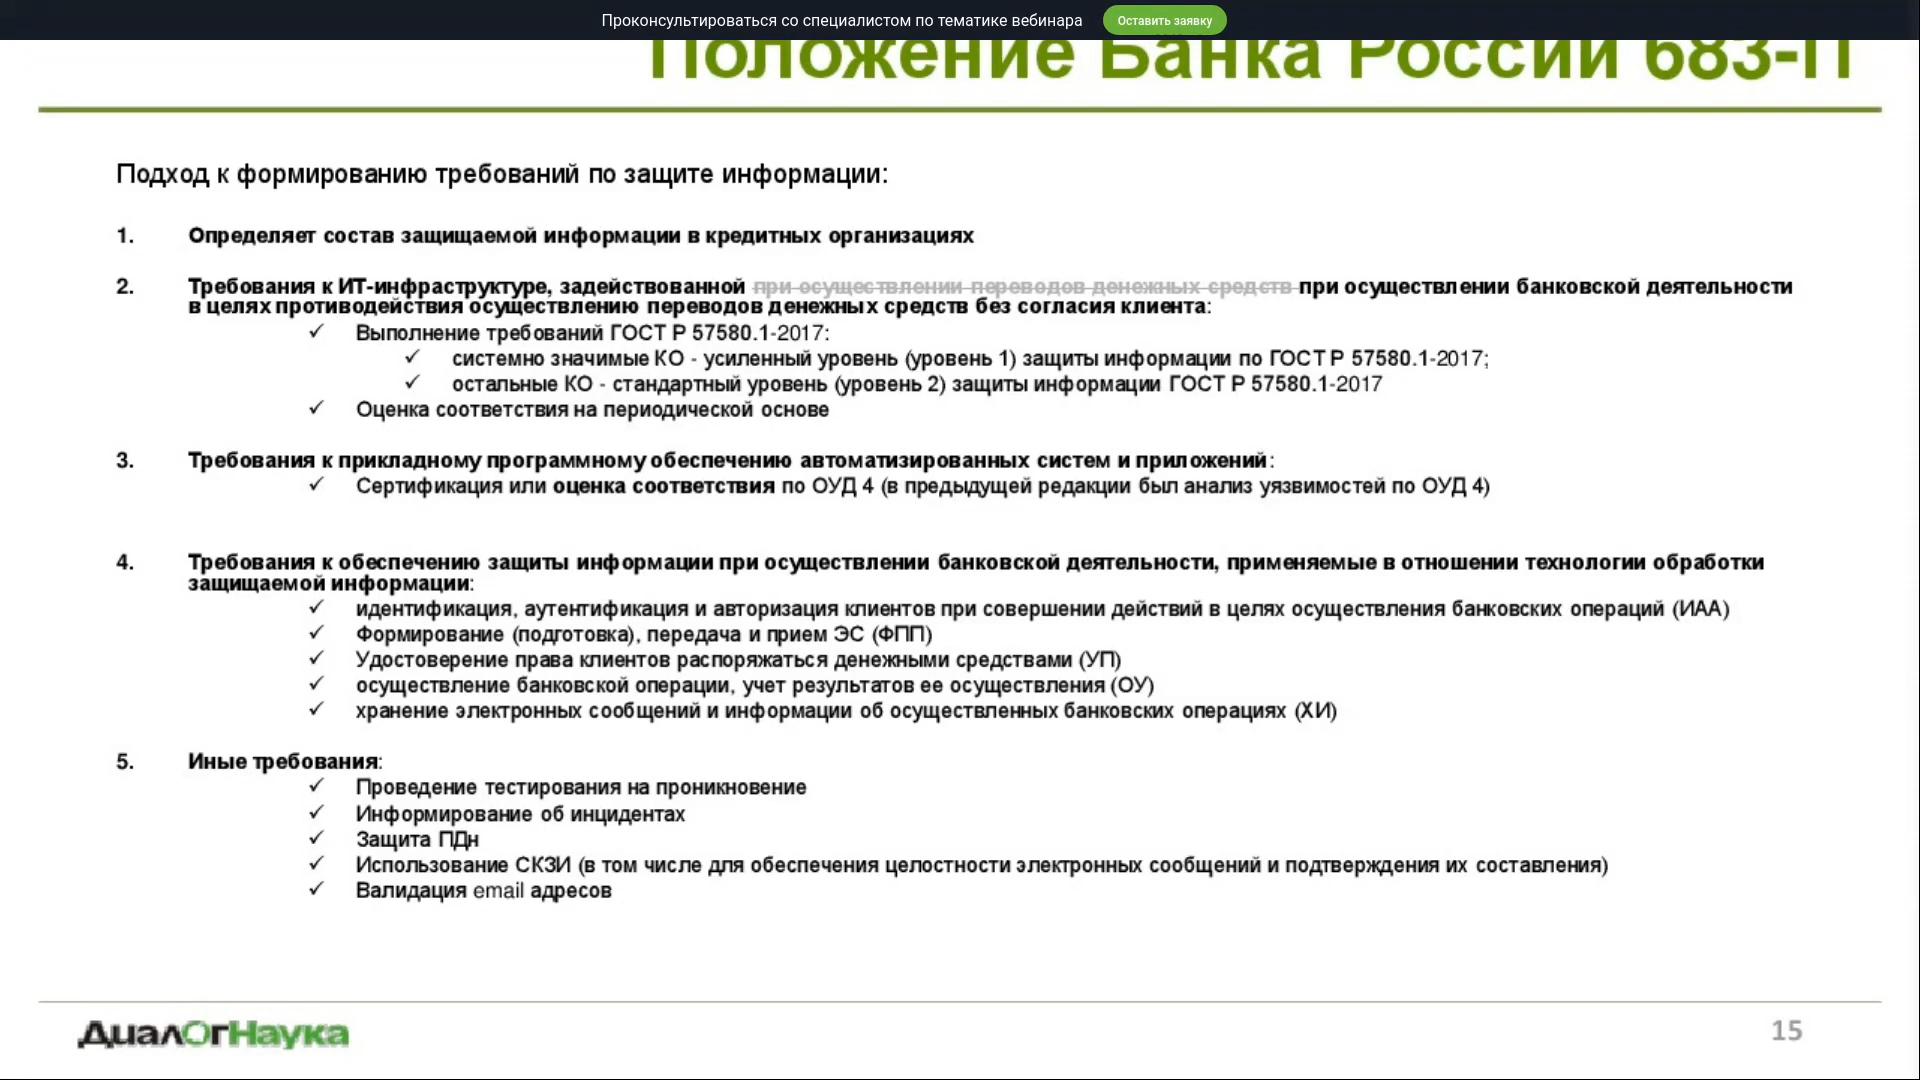 Проконсультироваться со специалистом по тематике вебинара
Оставить заявку
Положение Банка России 683-П
Подход к формированию требований по защите информации:
1. Определяет состав защищаемой информации в кредитных организациях
2. Требования к ИТ-инфраструктуре, задействованной при осуществлении переводов денежных средств при осуществлении банковской деятельности
в целях противодействия осуществлению переводов денежных средств без согласия клиента:
✓ Выполнение требований ГОСТ Р 57580.1-2017:
✓ системно значимые КО - усиленный уровень (уровень 1) защиты информации по ГОСТ Р 57580.1-2017;
✓ остальные КО - стандартный уровень (уровень 2) защиты информации ГОСТ Р 57580.1-2017
✓ Оценка соответствия на периодической основе
3. Требования к прикладному программному обеспечению автоматизированных систем и приложений:
✓ Сертификация или оценка соответствия по ОУД 4 (в предыдущей редакции был анализ уязвимостей по ОУД 4)
4. Требования к обеспечению защиты информации при осуществлении банковской деятельности, применяемые в отношении технологии обработки
защищаемой информации:
✓ идентификация, аутентификация и авторизация клиентов при совершении действий в целях осуществления банковских операций (ИАА)
✓ Формирование (подготовка), передача и прием ЭС (ФПП)
✓ Удостоверение права клиентов распоряжаться денежными средствами (УП)
✓ осуществление банковской операции, учет результатов ее осуществления (ОУ)
✓ хранение электронных сообщений и информации об осуществленных банковских операциях (ХИ)
5. Иные требования:
✓ Проведение тестирования на проникновение
✓ Информирование об инцидентах
✓ Защита ПДн
✓ Использование СКЗИ (в том числе для обеспечения целостности электронных сообщений и подтверждения их составления)
✓ Валидация email адресов
ДиалОгНаука
15